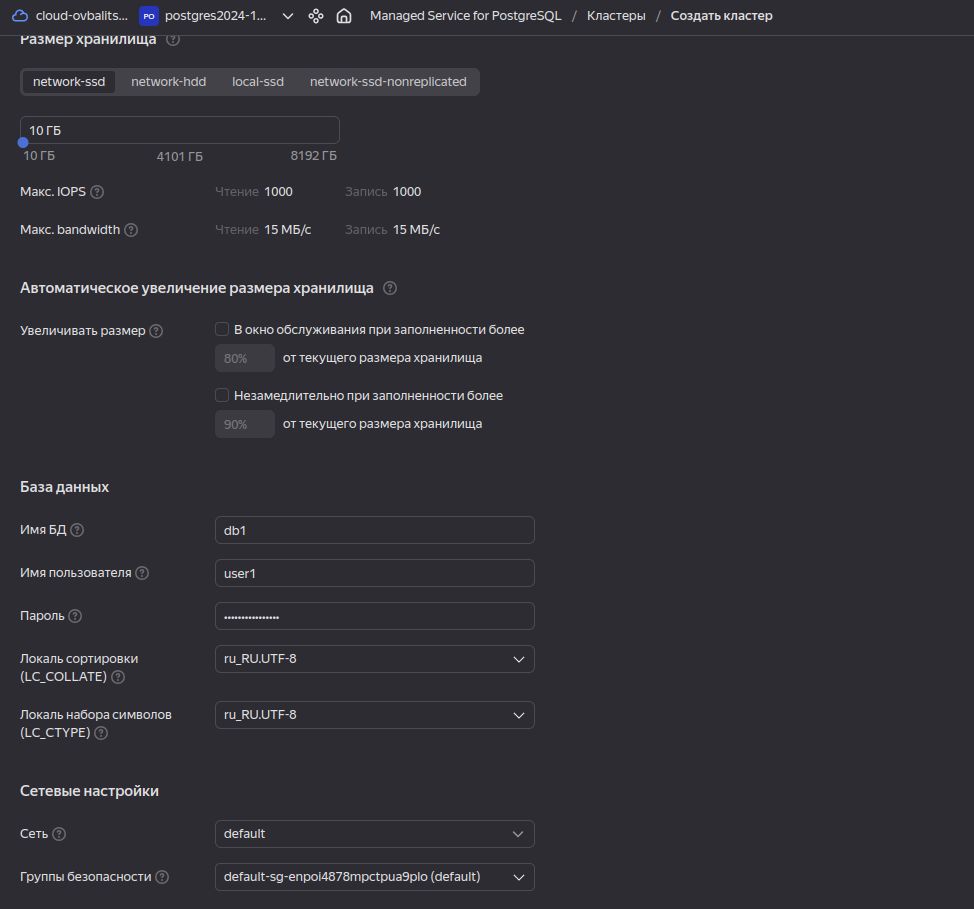 cloud-ovbalits... PO postgres2024-1... Managed Service for PostgreSQL / Кластеры / Создать кластер
Размер хранилища ?
network-ssd network-hdd local-ssd network-ssd-nonreplicated
10 ГБ
10 ГБ 4101 ГБ 8192 ГБ
Макс. IOPS ? Чтение 1000 Запись 1000
Макс. bandwidth ? Чтение 15 МБ/с Запись 15 МБ/с
Автоматическое увеличение размера хранилища ?
Увеличивать размер ? В окно обслуживания при заполненности более
80% от текущего размера хранилища
Незамедлительно при заполненности более
90% от текущего размера хранилища
База данных
Имя БД ? db1
Имя пользователя ? user1
Пароль ? ••••••••••••••••
Локаль сортировки
(LC_COLLATE) ? ru_RU.UTF-8
Локаль набора символов
(LC_CTYPE) ? ru_RU.UTF-8
Сетевые настройки
Сеть ? default
Группы безопасности ? default-sg-enpoi4878mpctpua9plo (default)